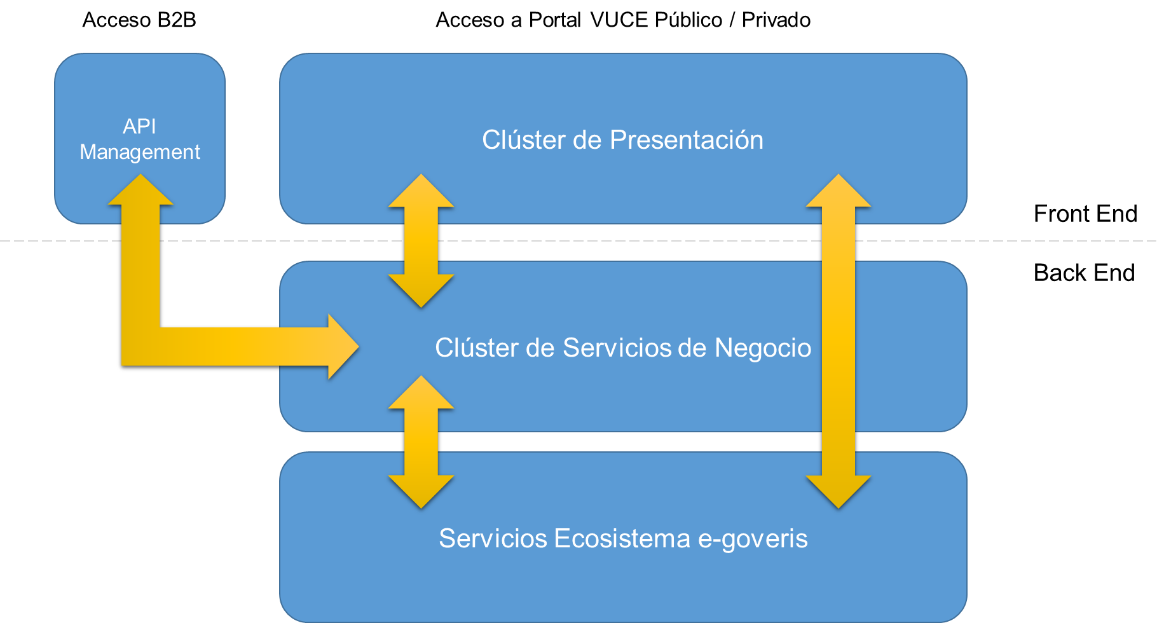 Acceso B2B
Acceso a Portal VUCE Público / Privado
API
Management
Clúster de Presentación
Front End
Back End
Clúster de Servicios de Negocio
Servicios Ecosistema e-goveris